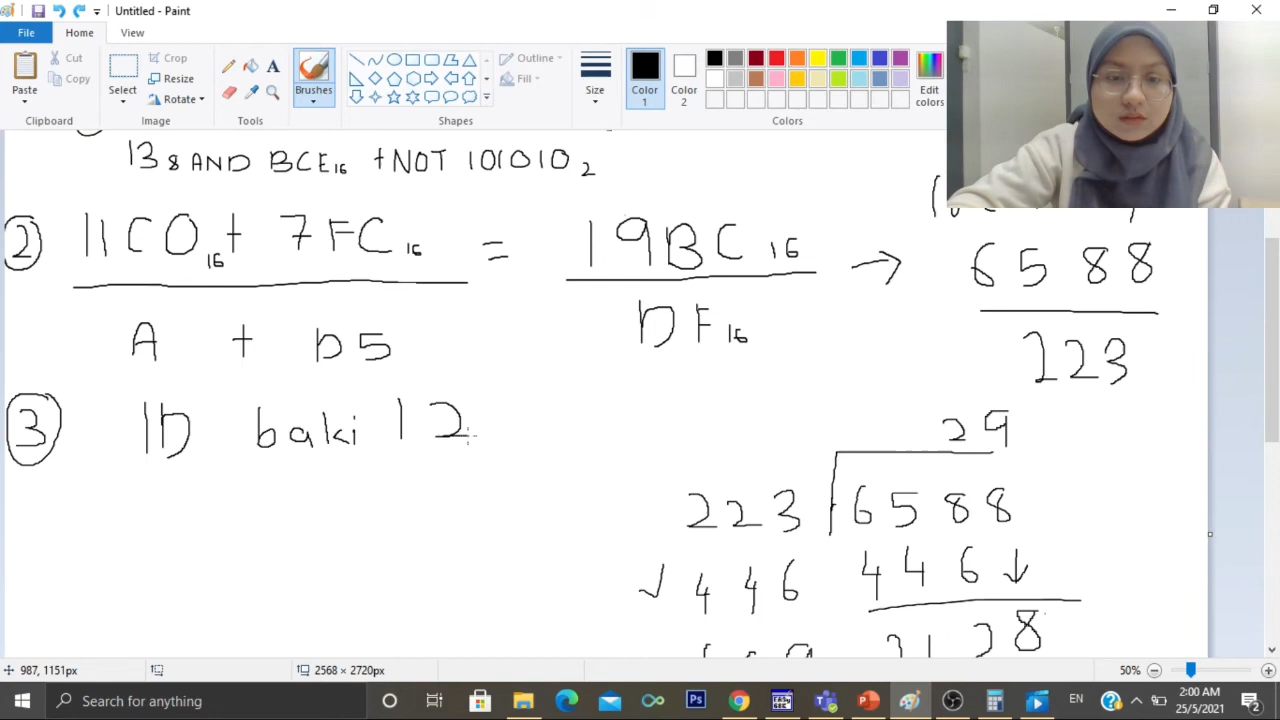 Untitled - Paint
File Home View
Paste
Cut
Copy
Clipboard
Select
Crop
Resize
Rotate
Image
Tools
Brushes
Shapes
Outline
Fill
Size
Color 1
Color 2
Edit colors
Colors
13₈ AND BCE₁₆ + NOT 101010₂
② 11C0₁₆ + 7FC₁₆ = 19BC₁₆ → 6588
A + D5 DF₁₆ 223
③ 1D baki 12
29
223 6588
✓ 446 446↓
8
987, 1151px
2568 × 2720px
50%
Search for anything
EN
2:00 AM
25/5/2021
2